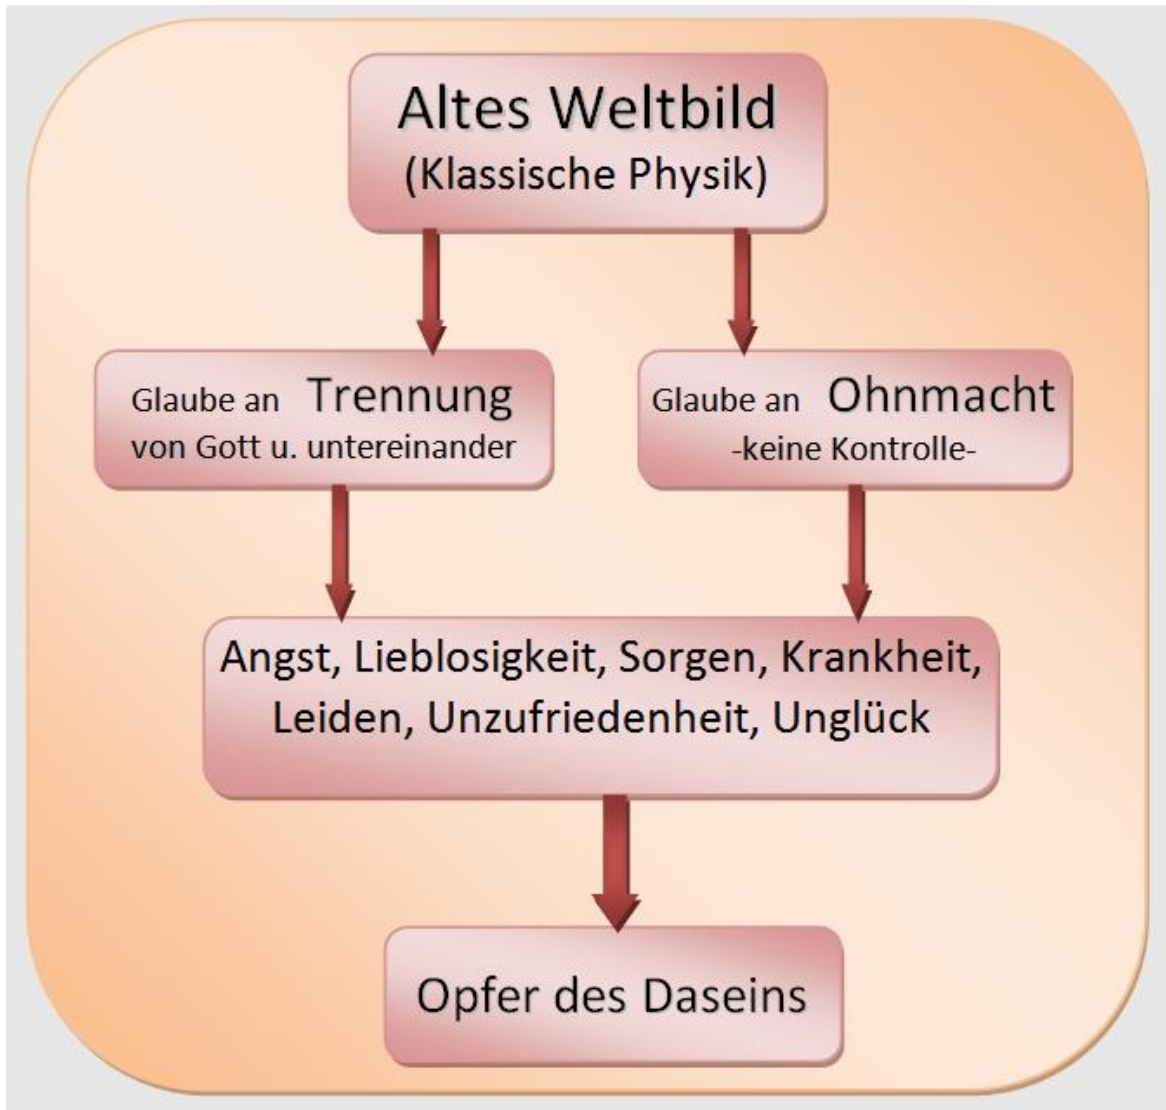 Altes Weltbild
(Klassische Physik)
Glaube an Trennung
von Gott u. untereinander
Glaube an Ohnmacht
-keine Kontrolle-
Angst, Lieblosigkeit, Sorgen, Krankheit,
Leiden, Unzufriedenheit, Unglück
Opfer des Daseins